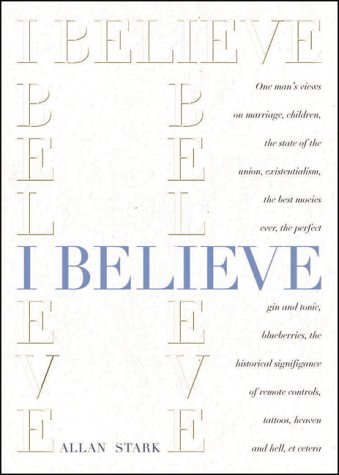 I BELIEVE
One man's views
on marriage, children,
the state of the
union, existentialism,
the best movies
ever, the perfect
B B
E E
L L
I BELIEVE
gin and tonic,
blueberries, the
historical signifigance
of remote controls,
tattoos, heaven
and hell, et cetera
E E
V V
E E
ALLAN STARK